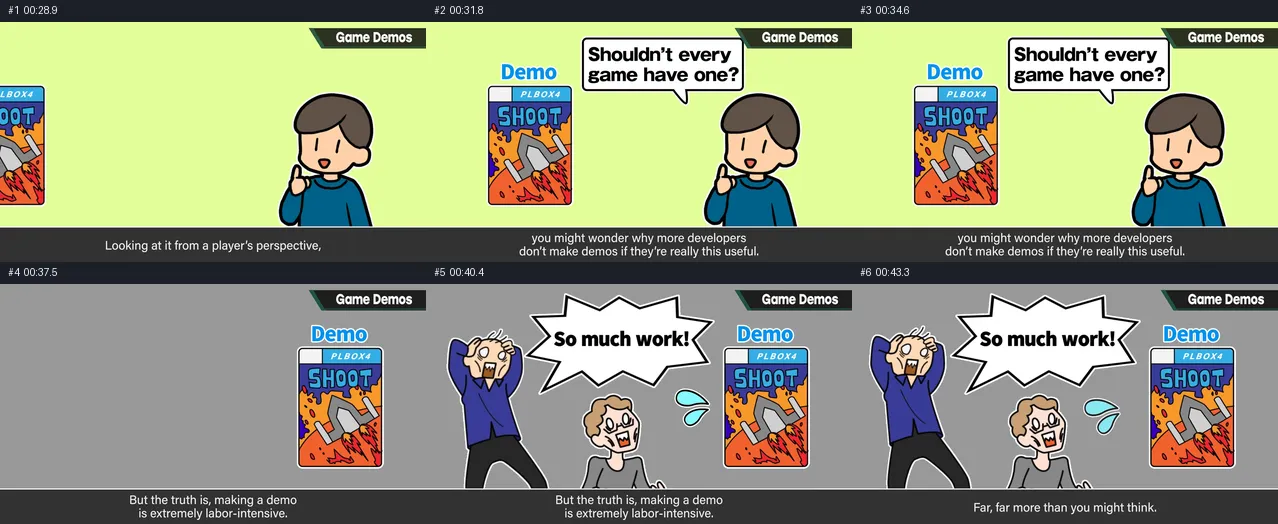 #1 00:28.9
Game Demos
LBOX4
OOT
Looking at it from a player's perspective,
#2 00:31.8
Game Demos
Shouldn't every
game have one?
Demo
PLBOX4
SHOOT
you might wonder why more developers
don't make demos if they're really this useful.
#3 00:34.6
Game Demos
Shouldn't every
game have one?
Demo
PLBOX4
SHOOT
you might wonder why more developers
don't make demos if they're really this useful.
#4 00:37.5
Game Demos
Demo
PLBOX4
SHOOT
But the truth is, making a demo
is extremely labor-intensive.
#5 00:40.4
Game Demos
So much work!
Demo
PLBOX4
SHOOT
But the truth is, making a demo
is extremely labor-intensive.
#6 00:43.3
Game Demos
So much work!
Demo
PLBOX4
SHOOT
Far, far more than you might think.